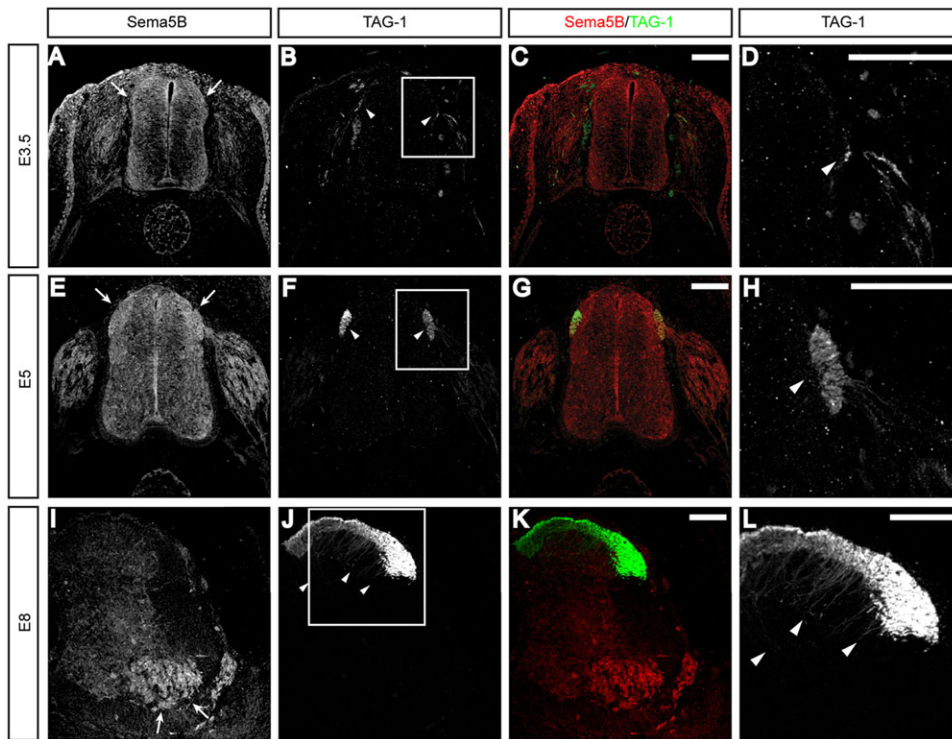 Sema5B TAG-1 Sema5B/TAG-1 TAG-1
E3.5
A B C D
E5
E F G H
E8
I J K L